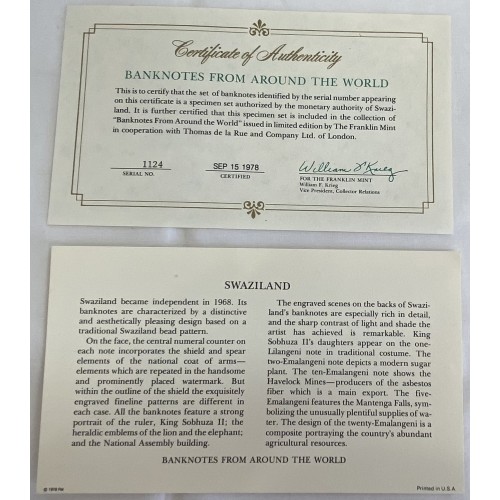 Certificate of Authenticity
BANKNOTES FROM AROUND THE WORLD
This is to certify that the set of banknotes identified by the serial number appearing
on this certificate is a specimen set authorized by the monetary authority of Swazi-
land. It is further certified that this specimen set is included in the collection of
"Banknotes From Around the World" issued in limited edition by The Franklin Mint
in cooperation with Thomas de la Rue and Company Ltd. of London.
1124
SERIAL NO.
SEP 15 1978
CERTIFIED
William F. Krieg
FOR THE FRANKLIN MINT
William F. Krieg
Vice President, Collector Relations
SWAZILAND
Swaziland became independent in 1968. Its
banknotes are characterized by a distinctive
and aesthetically pleasing design based on a
traditional Swaziland bead pattern.
On the face, the central numeral counter on
each note incorporates the shield and spear
elements of the national coat of arms—
elements which are repeated in the handsome
and prominently placed watermark. But
within the outline of the shield the exquisitely
engraved fineline patterns are different in
each case. All the banknotes feature a strong
portrait of the ruler, King Sobhuza II; the
heraldic emblems of the lion and the elephant;
and the National Assembly building.
The engraved scenes on the backs of Swazi-
land's banknotes are especially rich in detail,
and the sharp contrast of light and shade the
artist has achieved is remarkable. King
Sobhuza II's daughters appear on the one-
Lilangeni note in traditional costume. The
two-Emalangeni note depicts a modern sugar
plant. The ten-Emalangeni note shows the
Havelock Mines—producers of the asbestos
fiber which is a main export. The five-
Emalangeni features the Mantenga Falls, sym-
bolizing the unusually plentiful supplies of wa-
ter. The design of the twenty-Emalangeni is a
composite portraying the country's abundant
agricultural resources.
BANKNOTES FROM AROUND THE WORLD
© 1978 FM
Printed in U.S.A.